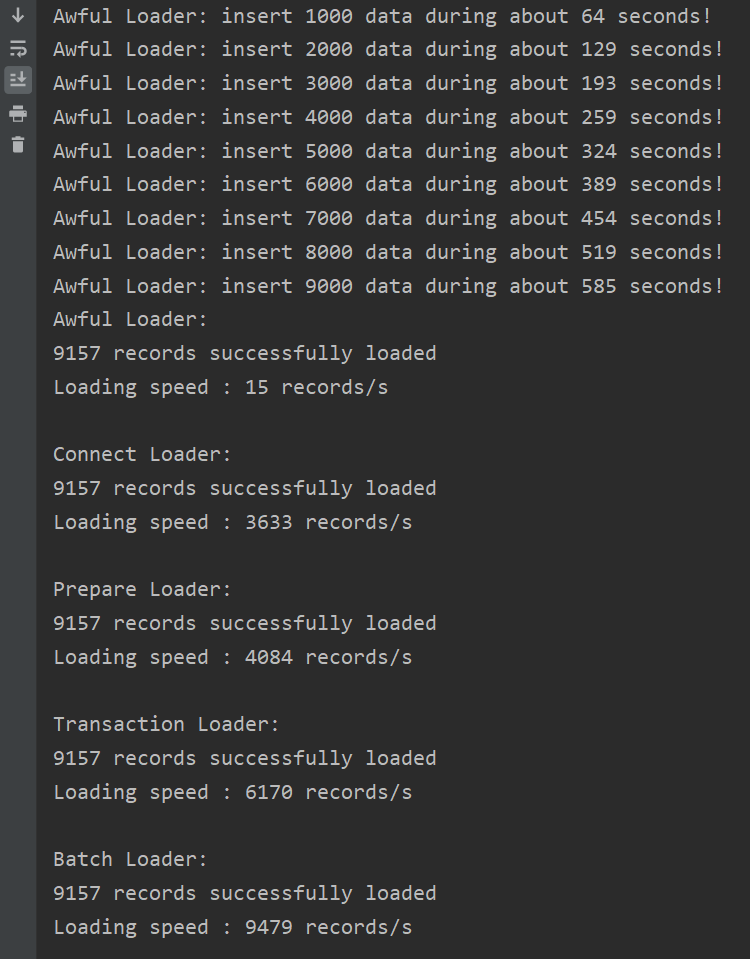 Awful Loader: insert 1000 data during about 64 seconds!
Awful Loader: insert 2000 data during about 129 seconds!
Awful Loader: insert 3000 data during about 193 seconds!
Awful Loader: insert 4000 data during about 259 seconds!
Awful Loader: insert 5000 data during about 324 seconds!
Awful Loader: insert 6000 data during about 389 seconds!
Awful Loader: insert 7000 data during about 454 seconds!
Awful Loader: insert 8000 data during about 519 seconds!
Awful Loader: insert 9000 data during about 585 seconds!
Awful Loader:
9157 records successfully loaded
Loading speed : 15 records/s
Connect Loader:
9157 records successfully loaded
Loading speed : 3633 records/s
Prepare Loader:
9157 records successfully loaded
Loading speed : 4084 records/s
Transaction Loader:
9157 records successfully loaded
Loading speed : 6170 records/s
Batch Loader:
9157 records successfully loaded
Loading speed : 9479 records/s